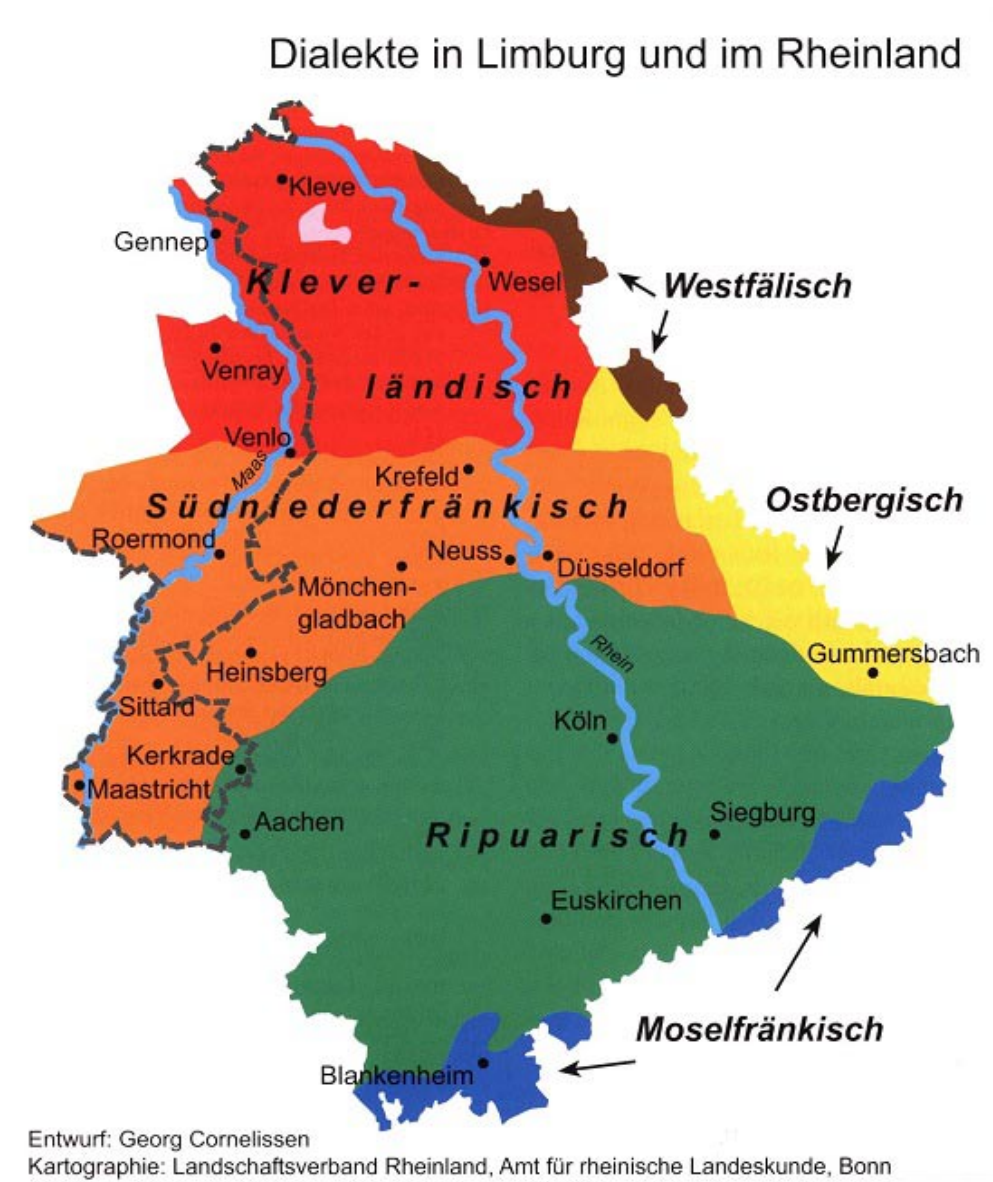 Dialekte in Limburg und im Rheinland
Kleve
Gennep
Klever-
Wesel
Westfälisch
Venray
ländisch
Venlo
Maas
Krefeld
Südniederfränkisch
Ostbergisch
Roermond
Neuss
Düsseldorf
Mönchen-
gladbach
Rhein
Gummersbach
Heinsberg
Sittard
Köln
Kerkrade
Maastricht
Aachen
Siegburg
Ripuarisch
Euskirchen
Moselfränkisch
Blankenheim
Entwurf: Georg Cornelissen
Kartographie: Landschaftsverband Rheinland, Amt für rheinische Landeskunde, Bonn